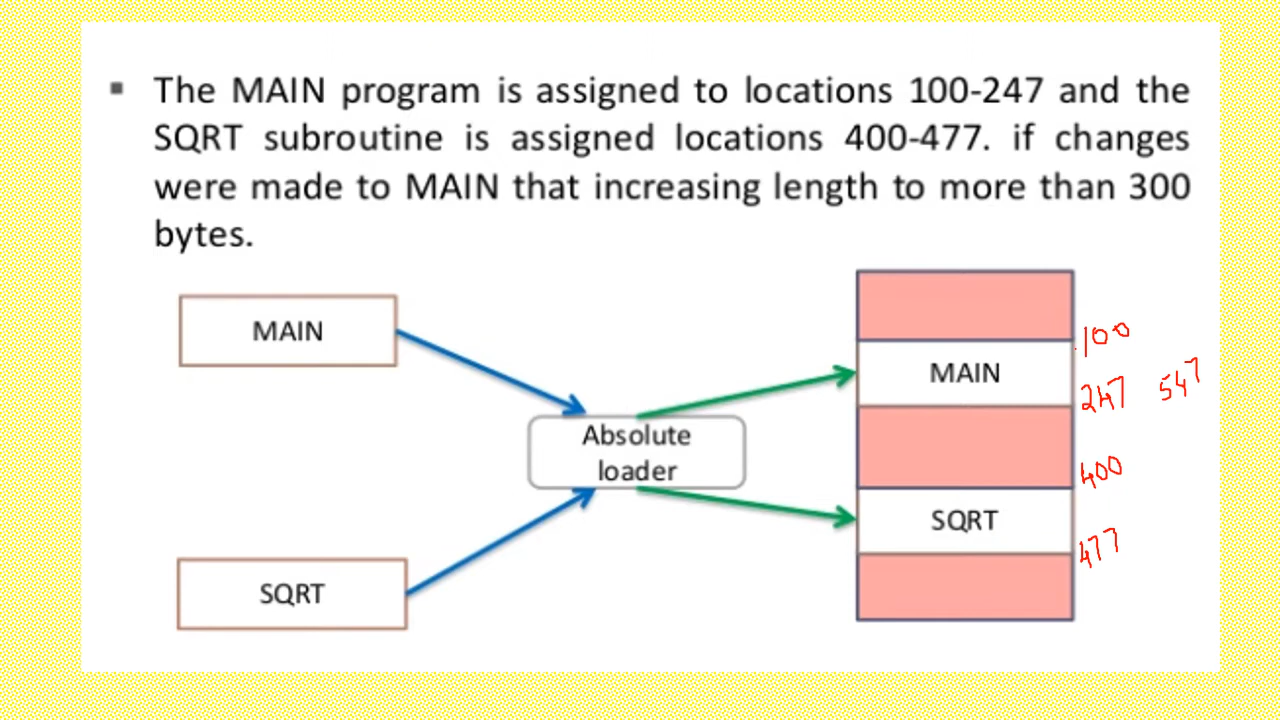 ▪ The MAIN program is assigned to locations 100-247 and the
SQRT subroutine is assigned locations 400-477. if changes
were made to MAIN that increasing length to more than 300
bytes.
MAIN
100
MAIN
247 547
Absolute
loader
400
SQRT
477
SQRT